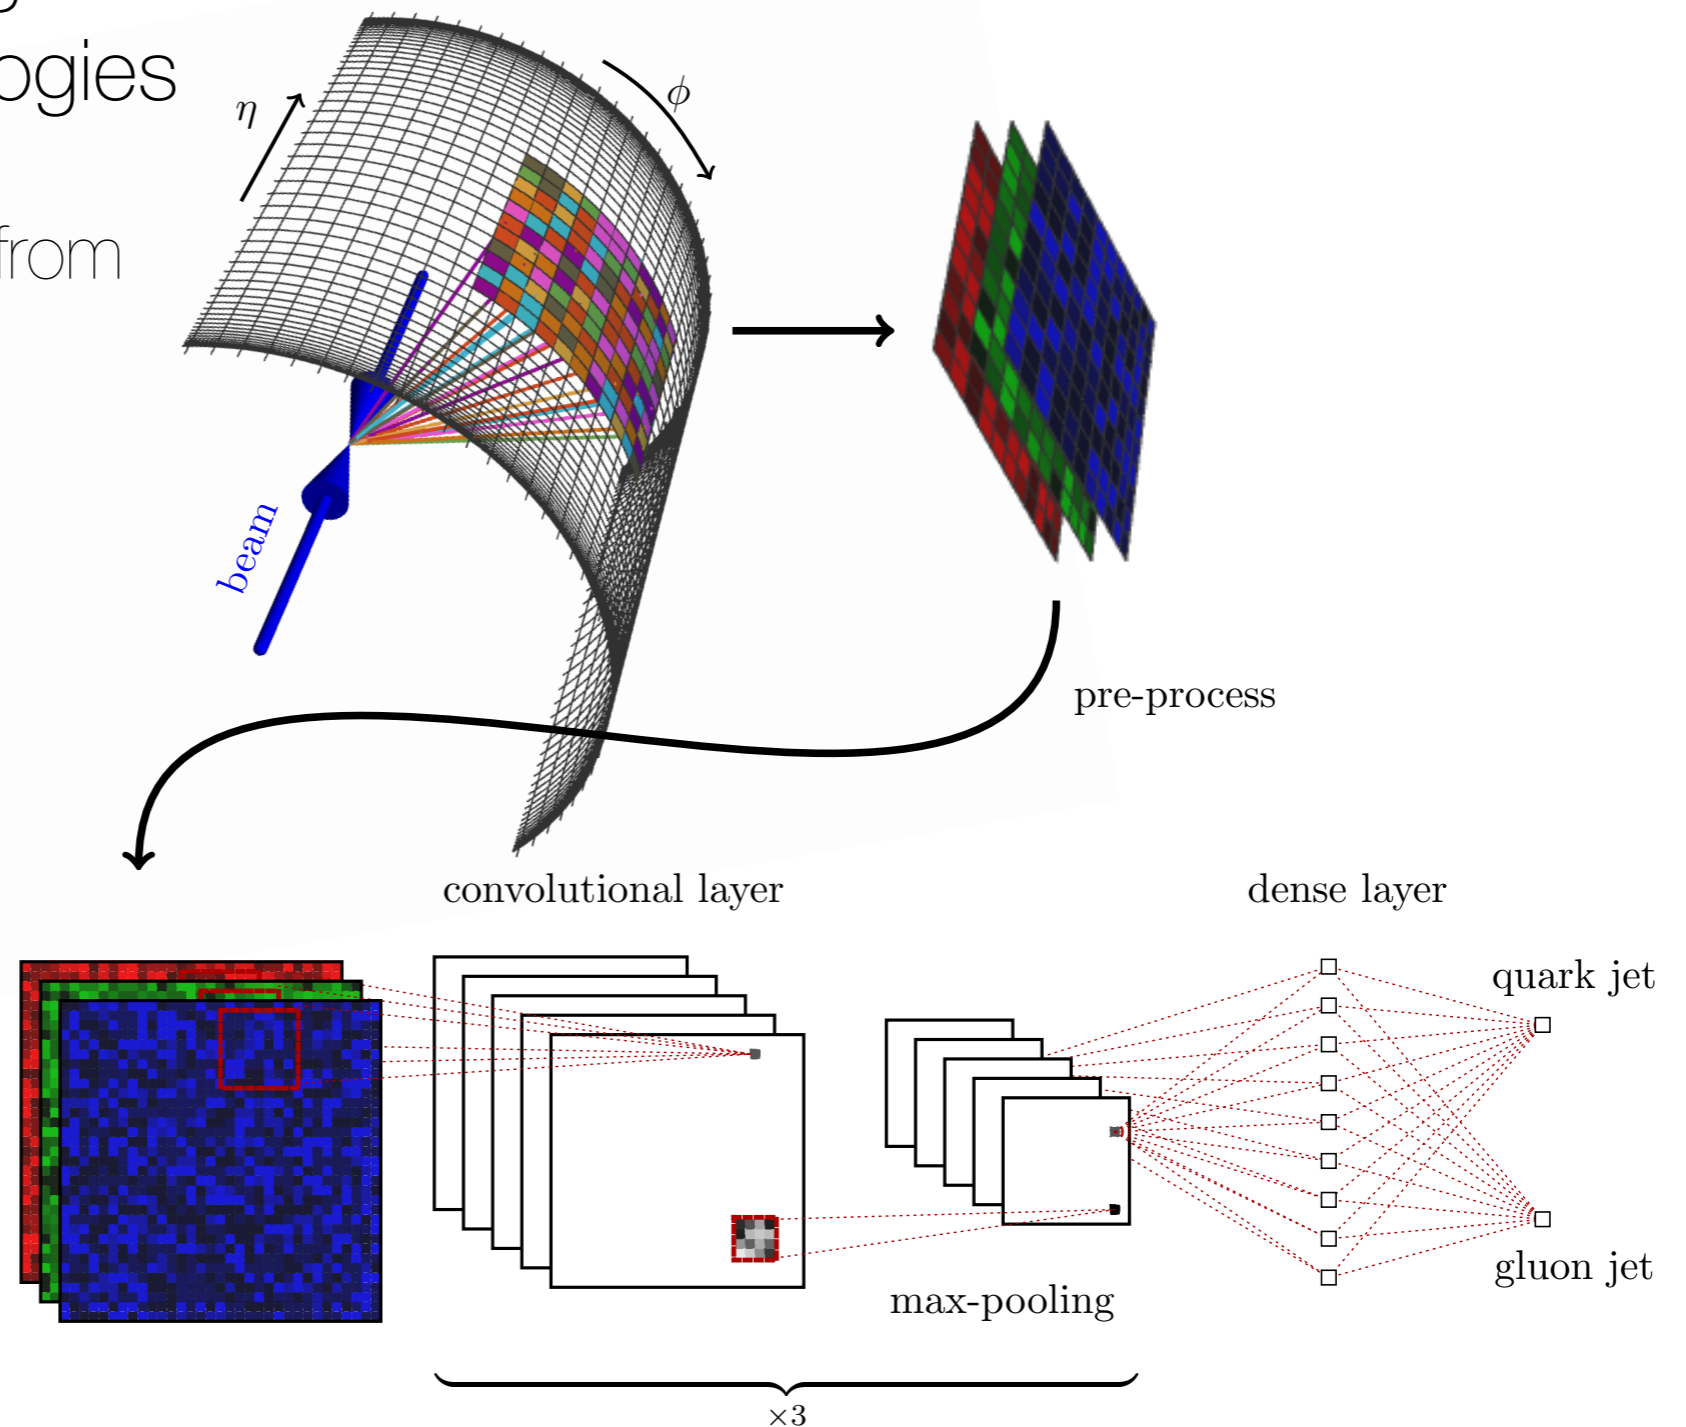 ogies
from
η
ϕ
beam
pre-process
convolutional layer
dense layer
quark jet
gluon jet
max-pooling
×3